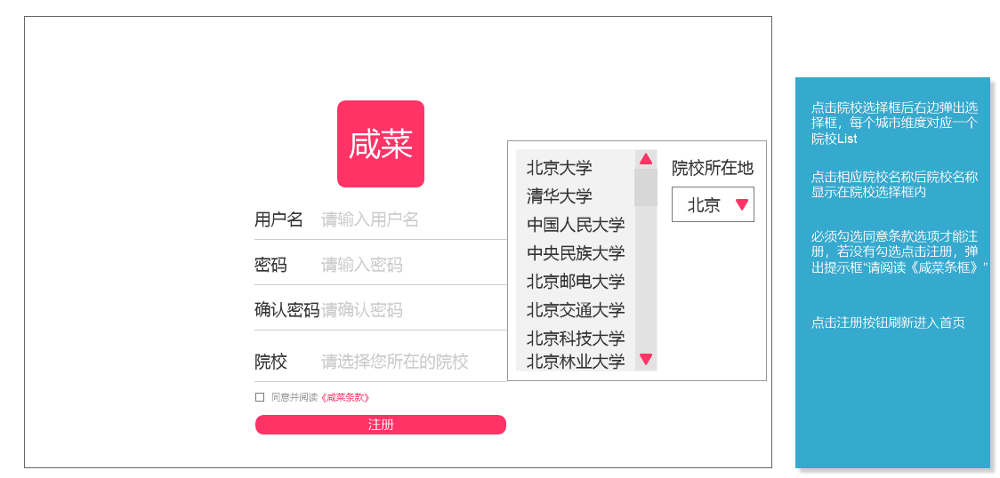 咸菜
用户名 请输入用户名
密码 请输入密码
确认密码 请确认密码
院校 请选择您所在的院校
同意并阅读《咸菜条款》
注册
北京大学
清华大学
中国人民大学
中央民族大学
北京邮电大学
北京交通大学
北京科技大学
北京林业大学
院校所在地
北京
点击院校选择框后右边弹出选
择框，每个城市维度对应一个
院校List
点击相应院校名称后院校名称
显示在院校选择框内
必须勾选同意条款选项才能注
册，若没有勾选点击注册，弹
出提示框“请阅读《咸菜条框》”
点击注册按钮刷新进入首页